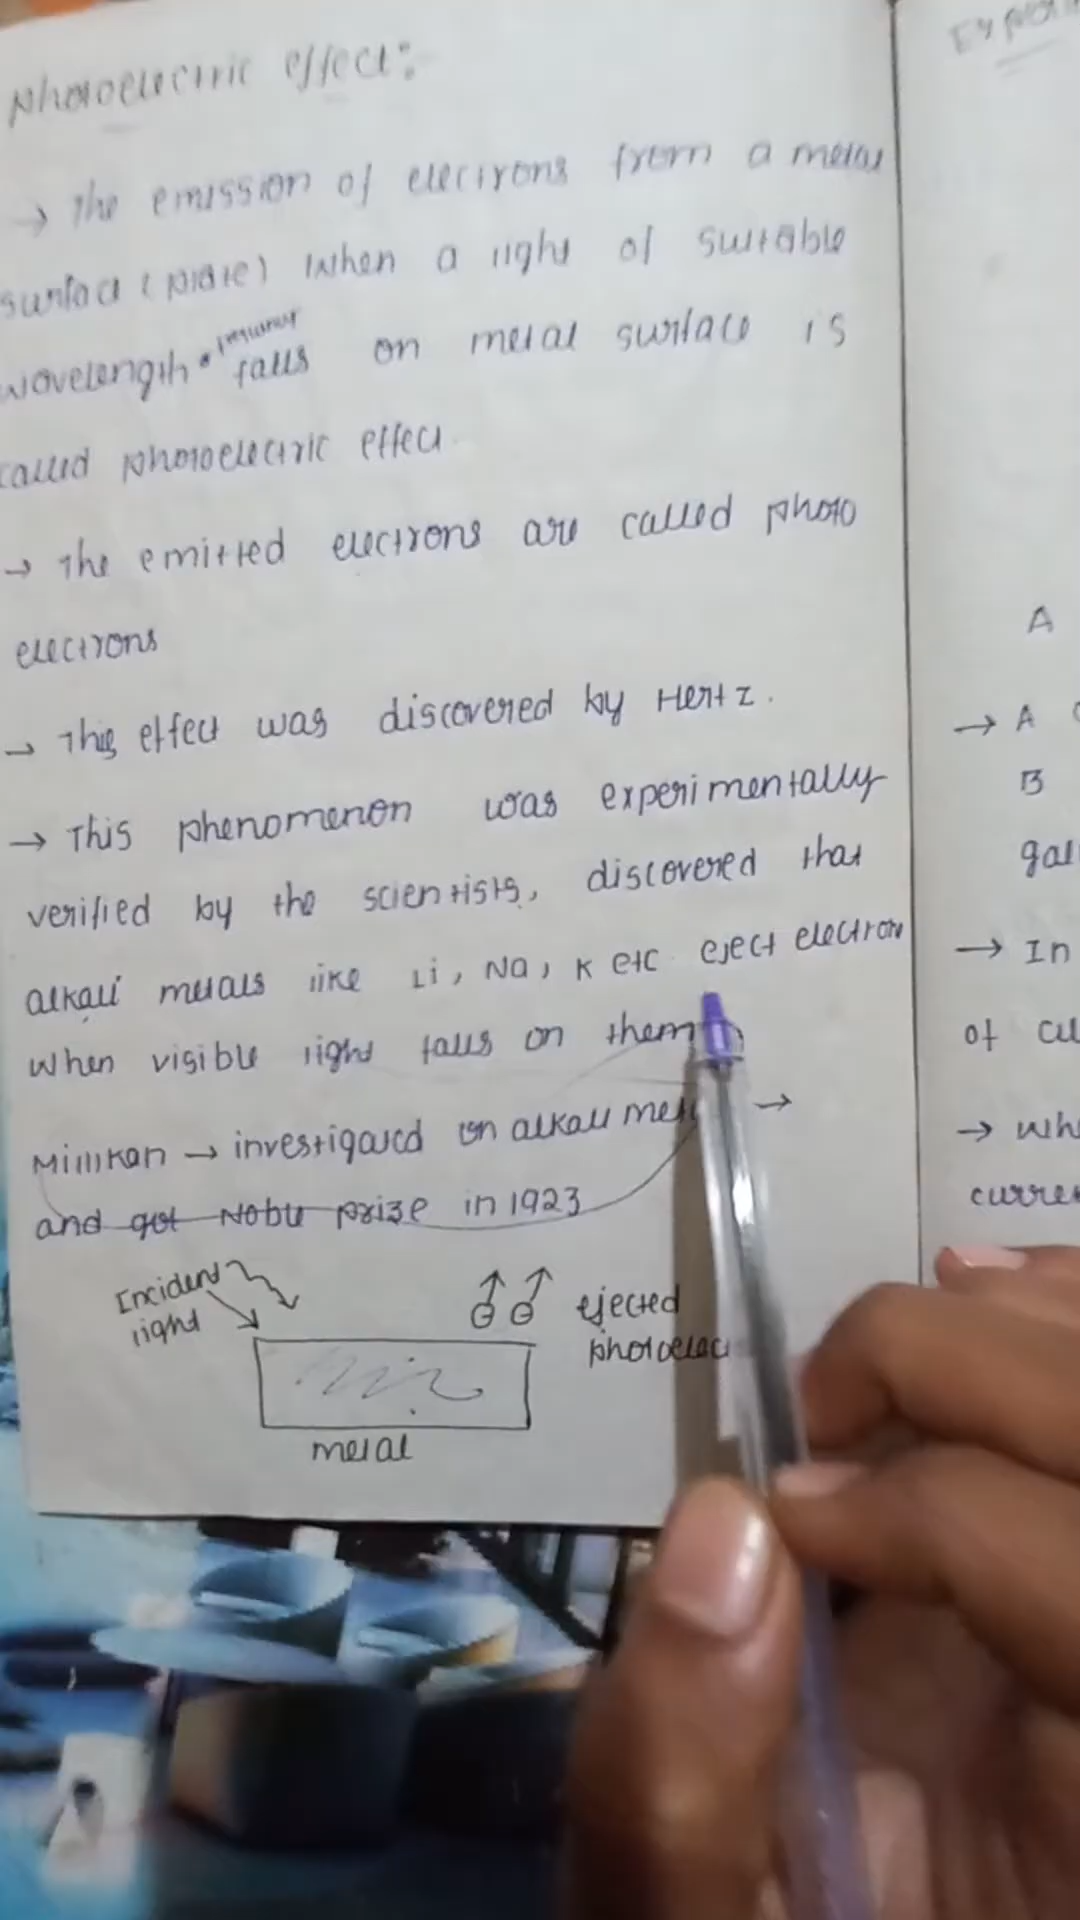 photoelectric effect:
→ The emission of electrons from a metal
surface (plate) when a light of suitable
wavelength falls on metal surface is
called photoelectric effect.
→ The emitted electrons are called photo
electrons
→ This effect was discovered by Hertz.
→ This phenomenon was experimentally
verified by the scientists, discovered that
alkali metals like Li, Na, K etc eject electron
when visible light falls on them
Millikan → investigated on alkali met →
and got Nobel prize in 1923
Incident
light
ejected
photoelec
metal
A
→ A
B
gal
→ In
of cu
→ Wh
curre